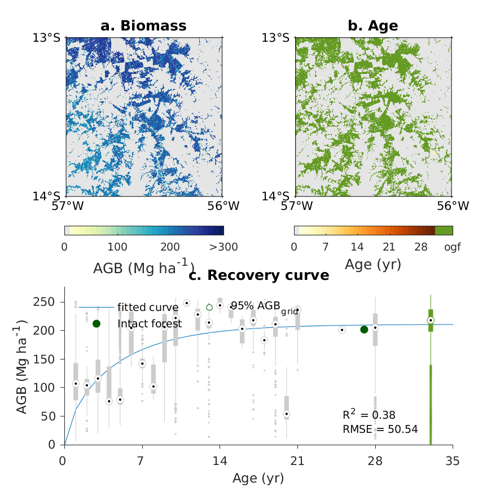 a. Biomass
b. Age
13°S
14°S
57°W
56°W
13°S
14°S
57°W
56°W
0
100
200
>300
AGB (Mg ha⁻¹)
0
7
14
21
28
ogf
Age (yr)
c. Recovery curve
250
200
150
100
50
0
AGB (Mg ha⁻¹)
fitted curve
95% AGB grid
Intact forest
R² = 0.38
RMSE = 50.54
0
7
14
21
28
35
Age (yr)